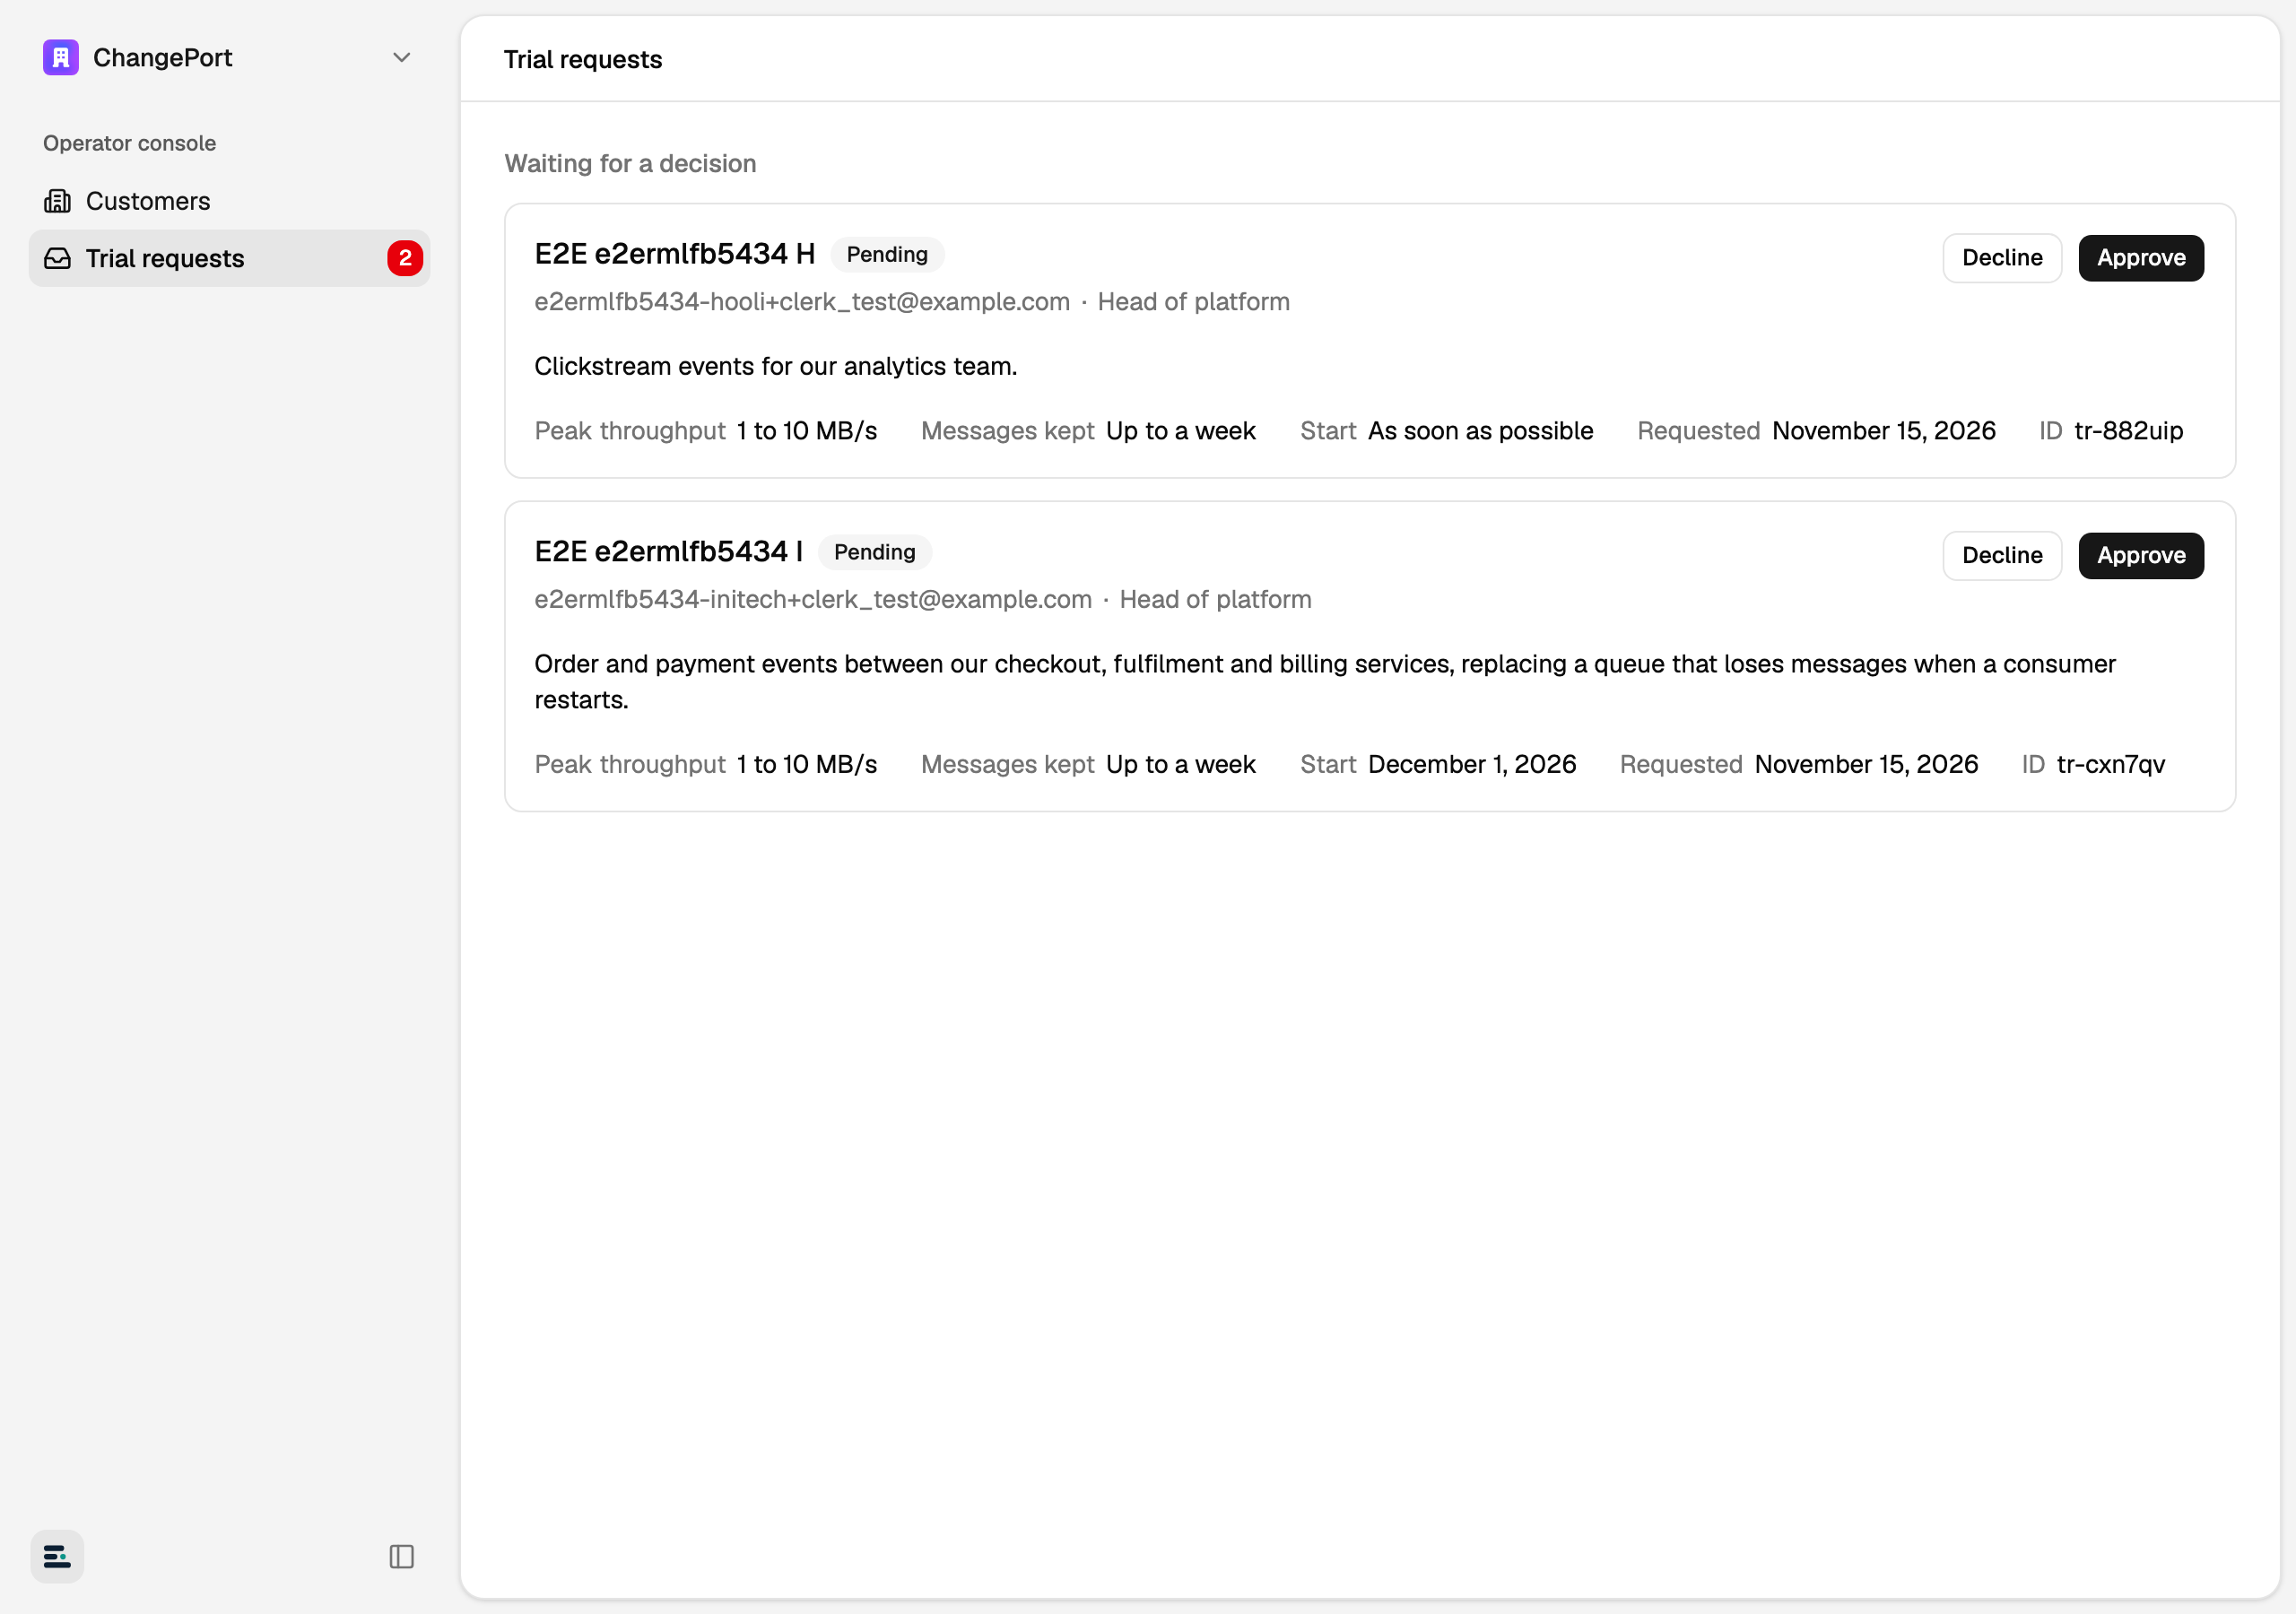 ChangePort
Operator console
Customers
Trial requests 2
Trial requests
Waiting for a decision
E2E e2ermlfb5434 H Pending Decline Approve
e2ermlfb5434-hooli+clerk_test@example.com · Head of platform
Clickstream events for our analytics team.
Peak throughput 1 to 10 MB/s Messages kept Up to a week Start As soon as possible Requested November 15, 2026 ID tr-882uip
E2E e2ermlfb5434 I Pending Decline Approve
e2ermlfb5434-initech+clerk_test@example.com · Head of platform
Order and payment events between our checkout, fulfilment and billing services, replacing a queue that loses messages when a consumer
restarts.
Peak throughput 1 to 10 MB/s Messages kept Up to a week Start December 1, 2026 Requested November 15, 2026 ID tr-cxn7qv